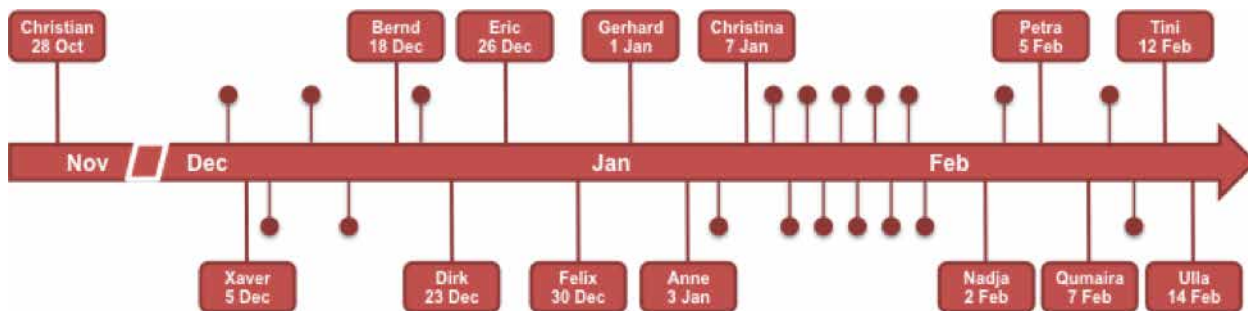 Christian
28 Oct
Bernd
18 Dec
Eric
26 Dec
Gerhard
1 Jan
Christina
7 Jan
Petra
5 Feb
Tini
12 Feb
Nov
Dec
Jan
Feb
Xaver
5 Dec
Dirk
23 Dec
Felix
30 Dec
Anne
3 Jan
Nadja
2 Feb
Qumaira
7 Feb
Ulla
14 Feb